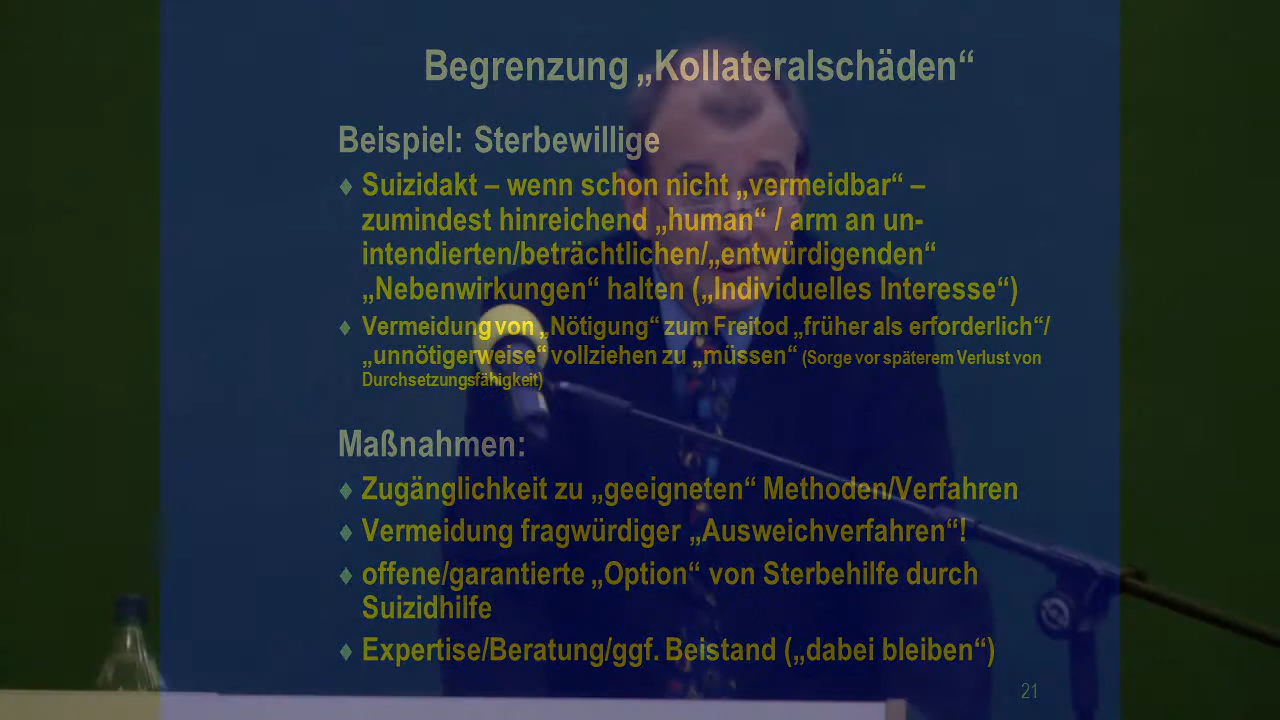 Begrenzung „Kollateralschäden“
Beispiel: Sterbewillige
♦ Suizidakt – wenn schon nicht „vermeidbar“ –
zumindest hinreichend „human“ / arm an un-
intendierten/beträchtlichen/„entwürdigenden“
„Nebenwirkungen“ halten („Individuelles Interesse“)
♦ Vermeidung von „Nötigung“ zum Freitod „früher als erforderlich“/
„unnötigerweise“ vollziehen zu „müssen“ (Sorge vor späterem Verlust von
Durchsetzungsfähigkeit)
Maßnahmen:
♦ Zugänglichkeit zu „geeigneten“ Methoden/Verfahren
♦ Vermeidung fragwürdiger „Ausweichverfahren“!
♦ offene/garantierte „Option“ von Sterbehilfe durch
Suizidhilfe
♦ Expertise/Beratung/ggf. Beistand („dabei bleiben“)
21